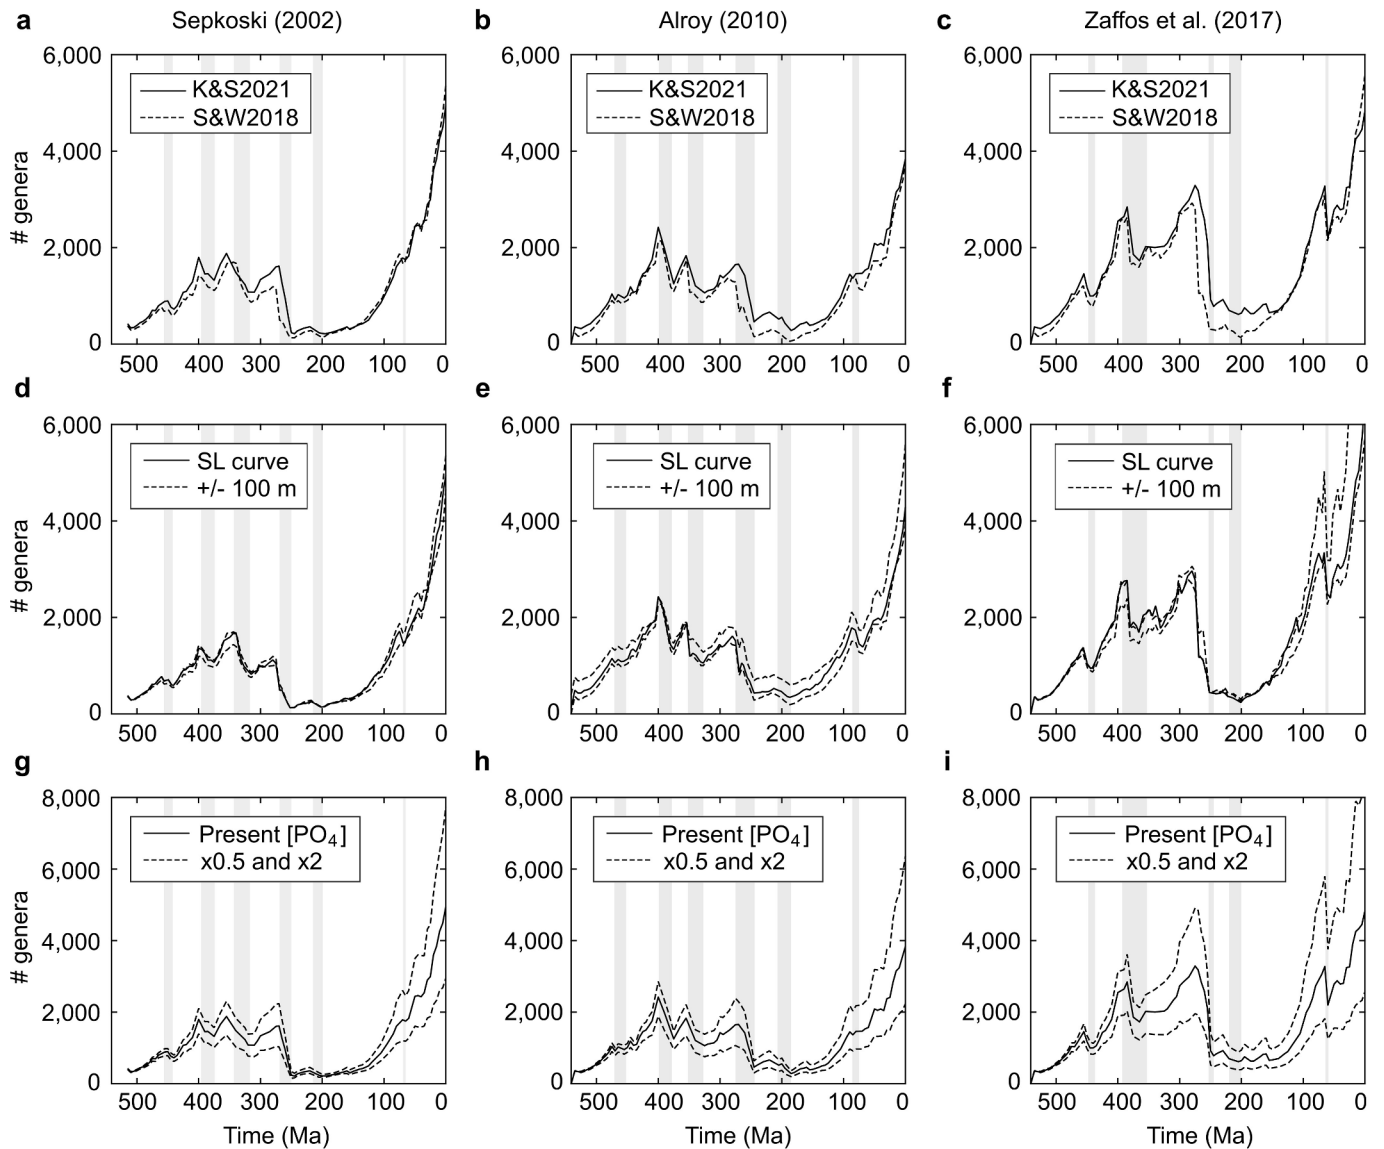 a Sepkoski (2002) b Alroy (2010) c Zaffos et al. (2017)
6,000
4,000
2,000
0
# genera
K&S2021
S&W2018
500 400 300 200 100 0
6,000
4,000
2,000
0
K&S2021
S&W2018
500 400 300 200 100 0
6,000
4,000
2,000
0
K&S2021
S&W2018
500 400 300 200 100 0
d e f
6,000
4,000
2,000
0
# genera
SL curve
+/- 100 m
500 400 300 200 100 0
6,000
4,000
2,000
0
SL curve
+/- 100 m
500 400 300 200 100 0
6,000
4,000
2,000
0
SL curve
+/- 100 m
500 400 300 200 100 0
g h i
8,000
6,000
4,000
2,000
0
# genera
Present [PO₄]
x0.5 and x2
500 400 300 200 100 0
Time (Ma)
8,000
6,000
4,000
2,000
0
Present [PO₄]
x0.5 and x2
500 400 300 200 100 0
Time (Ma)
8,000
6,000
4,000
2,000
0
Present [PO₄]
x0.5 and x2
500 400 300 200 100 0
Time (Ma)